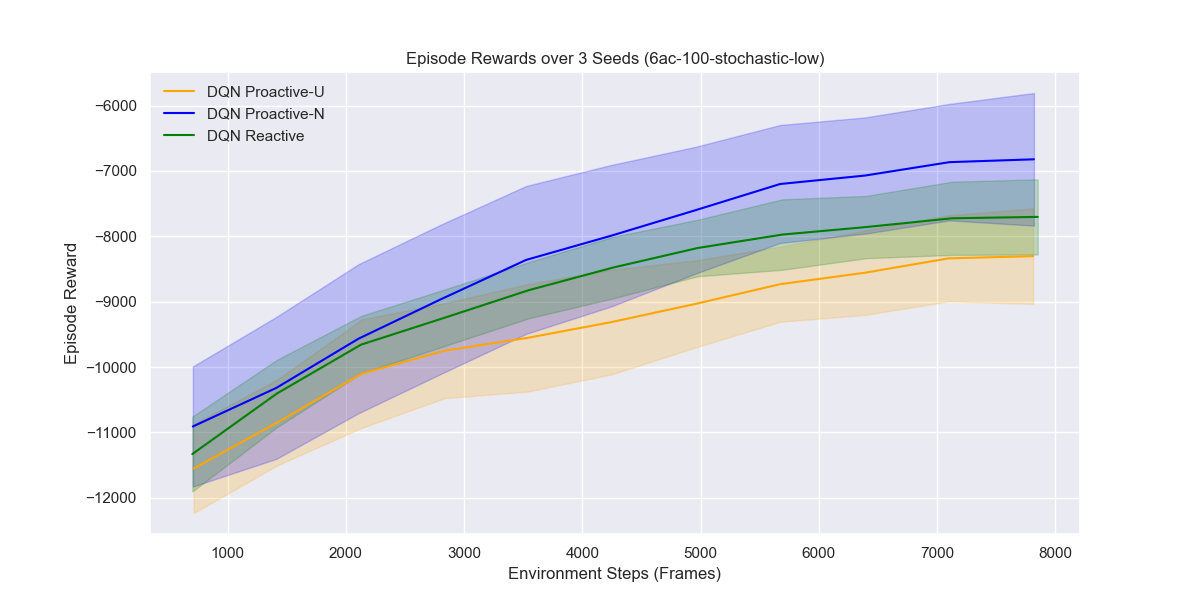 Episode Rewards over 3 Seeds (6ac-100-stochastic-low)
DQN Proactive-U
DQN Proactive-N
DQN Reactive
−6000
−7000
−8000
−9000
−10000
−11000
−12000
Episode Reward
1000 2000 3000 4000 5000 6000 7000 8000
Environment Steps (Frames)